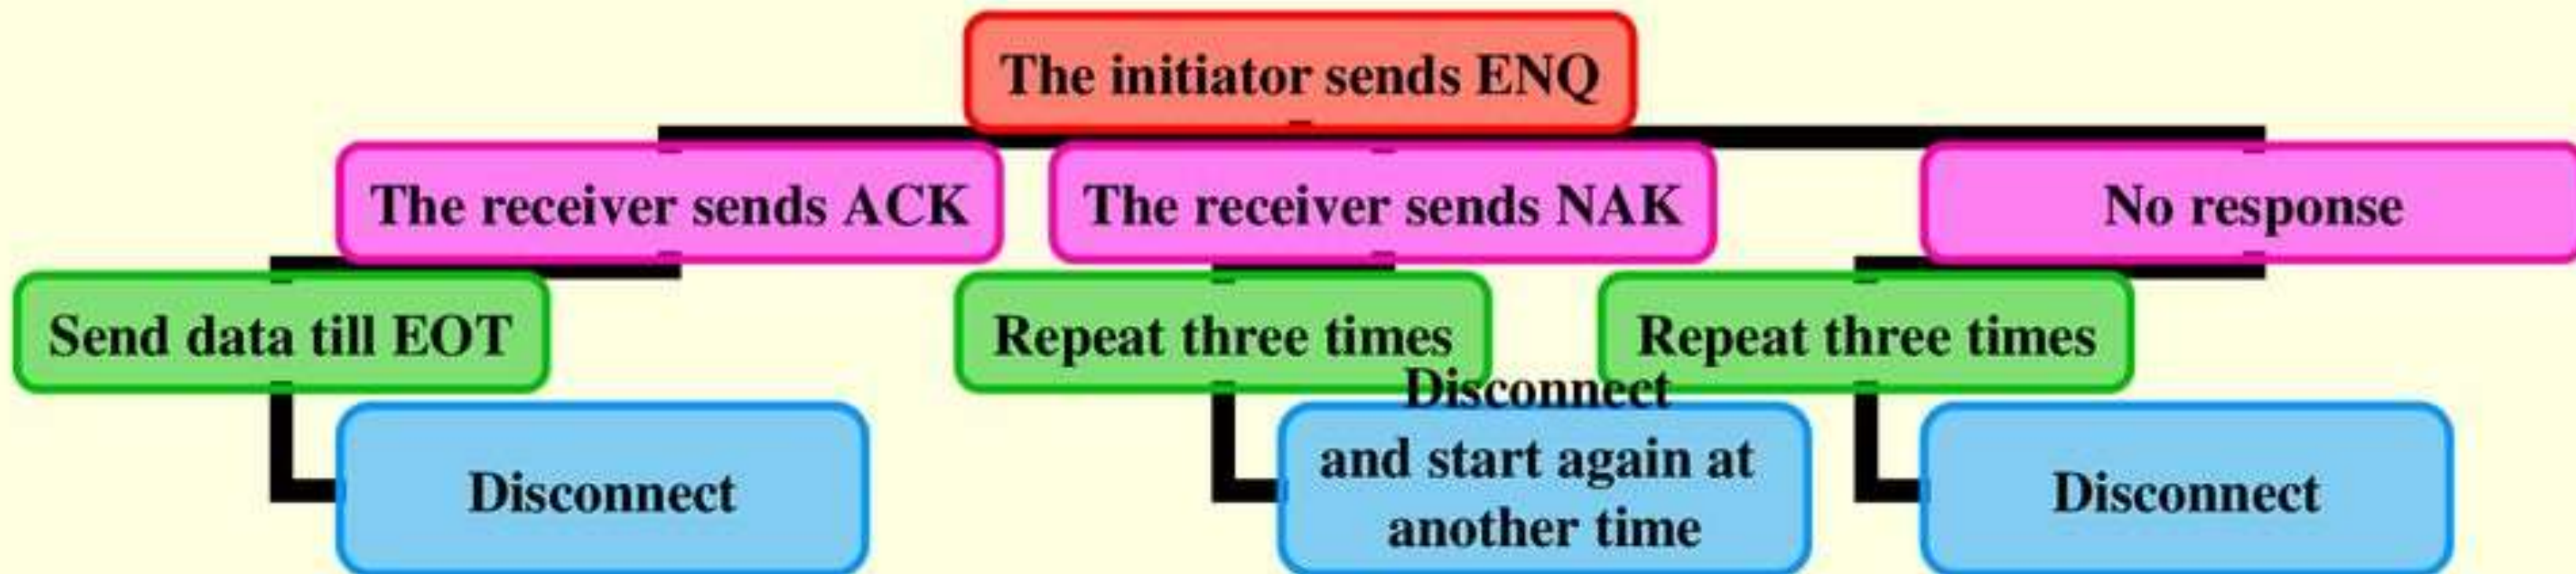 The initiator sends ENQ
The receiver sends ACK
The receiver sends NAK
No response
Send data till EOT
Repeat three times
Repeat three times
Disconnect
Disconnect
and start again at
another time
Disconnect